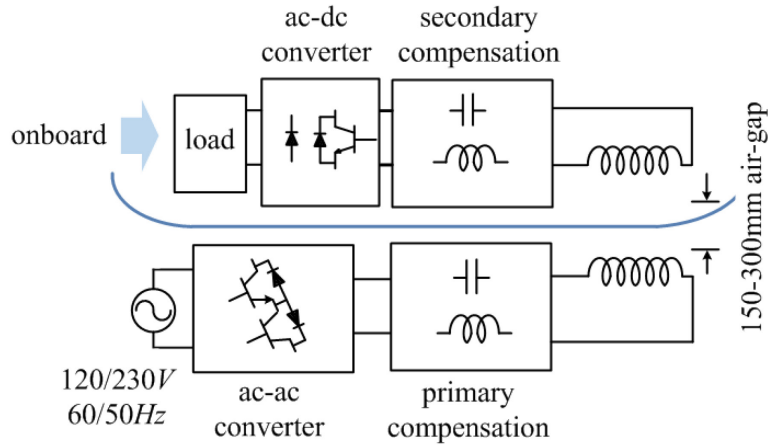 ac-dc
converter
secondary
compensation
onboard
load
150-300mm air-gap
120/230V
60/50Hz
ac-ac
converter
primary
compensation